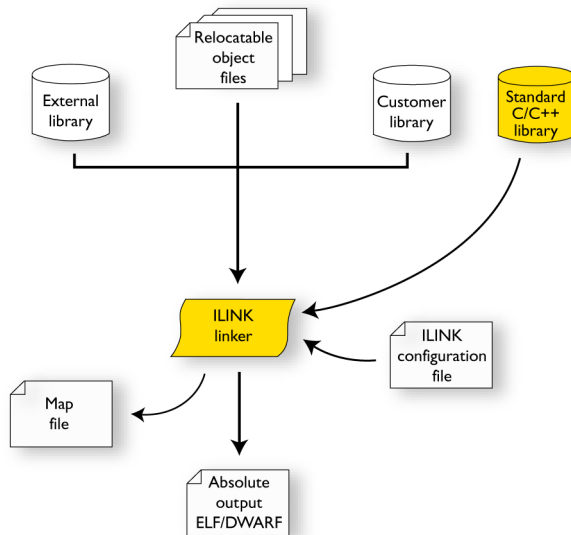 Relocatable
object
files
External
library
Customer
library
Standard
C/C++
library
ILINK
linker
ILINK
configuration
file
Map
file
Absolute
output
ELF/DWARF